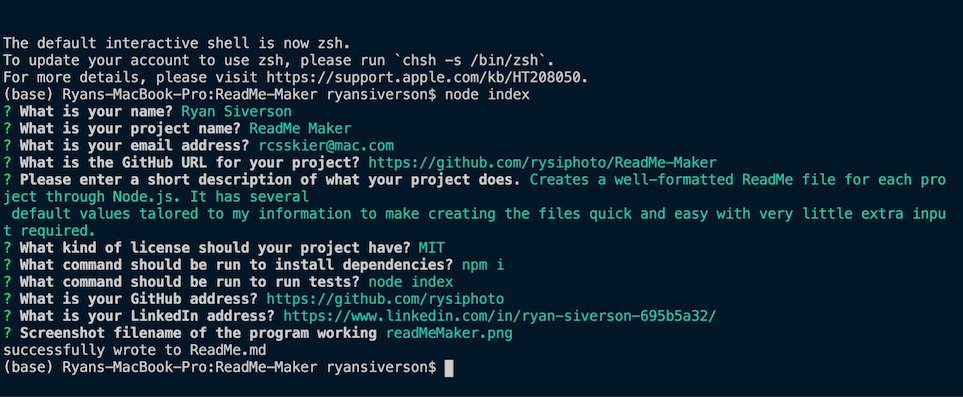 The default interactive shell is now zsh.
To update your account to use zsh, please run `chsh -s /bin/zsh`.
For more details, please visit https://support.apple.com/kb/HT208050.
(base) Ryans-MacBook-Pro:ReadMe-Maker ryansiverson$ node index
? What is your name? Ryan Siverson
? What is your project name? ReadMe Maker
? What is your email address? rcsskier@mac.com
? What is the GitHub URL for your project? https://github.com/rysiphoto/ReadMe-Maker
? Please enter a short description of what your project does. Creates a well-formatted ReadMe file for each pro
ject through Node.js. It has several
 default values talored to my information to make creating the files quick and easy with very little extra inpu
t required.
? What kind of license should your project have? MIT
? What command should be run to install dependencies? npm i
? What command should be run to run tests? node index
? What is your GitHub address? https://github.com/rysiphoto
? What is your LinkedIn address? https://www.linkedin.com/in/ryan-siverson-695b5a32/
? Screenshot filename of the program working readMeMaker.png
successfully wrote to ReadMe.md
(base) Ryans-MacBook-Pro:ReadMe-Maker ryansiverson$